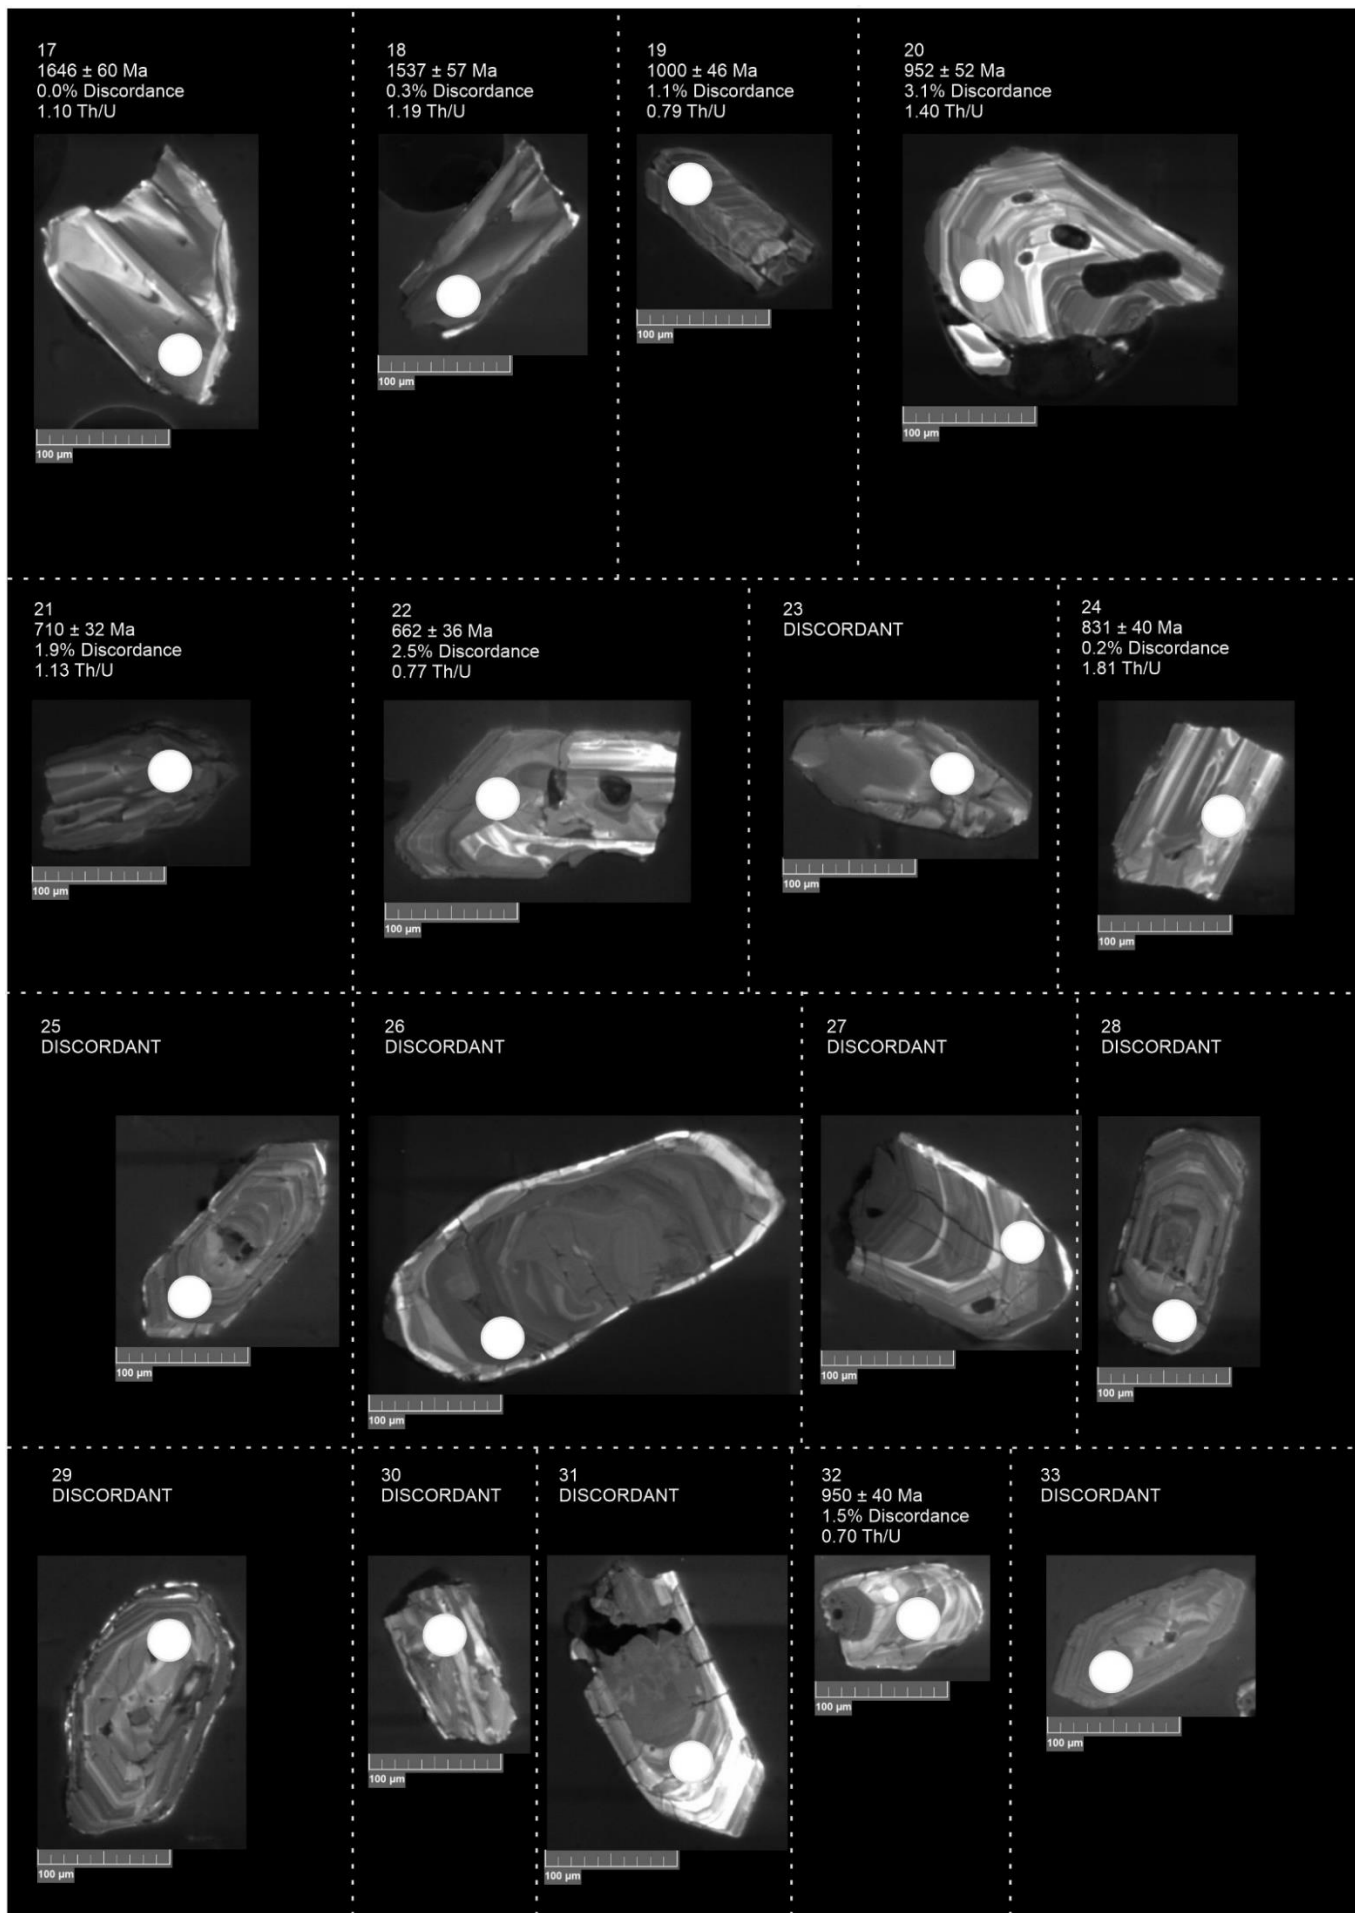 17
1646 ± 60 Ma
0.0% Discordance
1.10 Th/U
100 µm
18
1537 ± 57 Ma
0.3% Discordance
1.19 Th/U
100 µm
19
1000 ± 46 Ma
1.1% Discordance
0.79 Th/U
100 µm
20
952 ± 52 Ma
3.1% Discordance
1.40 Th/U
100 µm
21
710 ± 32 Ma
1.9% Discordance
1.13 Th/U
100 µm
22
662 ± 36 Ma
2.5% Discordance
0.77 Th/U
100 µm
23
DISCORDANT
100 µm
24
831 ± 40 Ma
0.2% Discordance
1.81 Th/U
100 µm
25
DISCORDANT
100 µm
26
DISCORDANT
100 µm
27
DISCORDANT
100 µm
28
DISCORDANT
100 µm
29
DISCORDANT
100 µm
30
DISCORDANT
100 µm
31
DISCORDANT
100 µm
32
950 ± 40 Ma
1.5% Discordance
0.70 Th/U
100 µm
33
DISCORDANT
100 µm